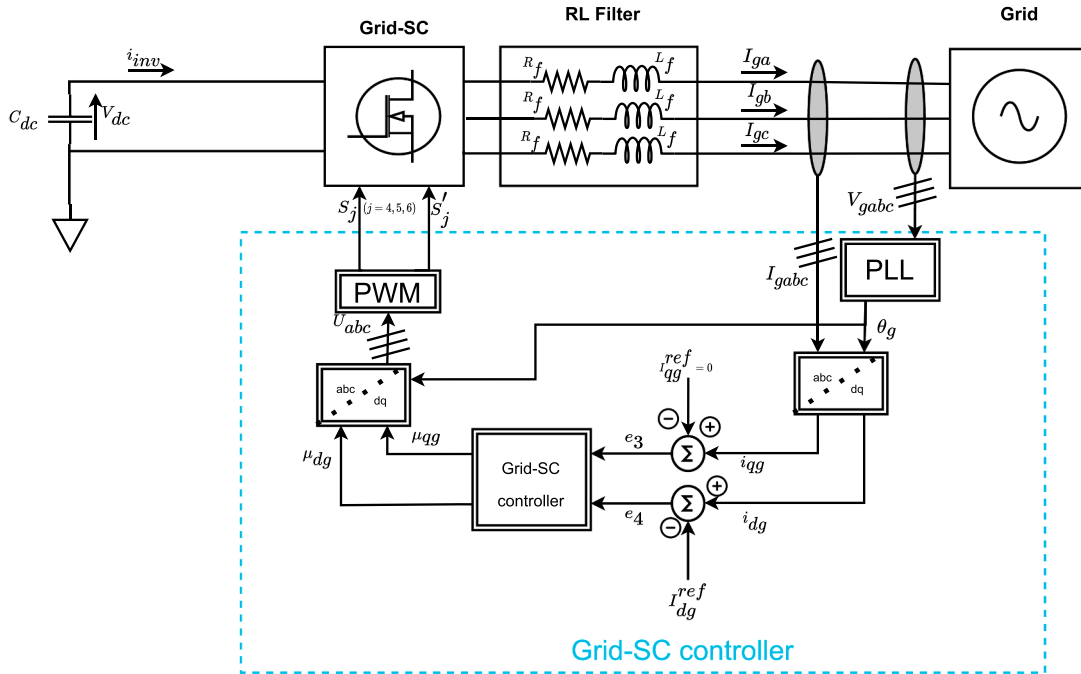 Grid-SC
RL Filter
Grid
i_inv
R_f
L_f
I_ga
R_f
L_f
I_gb
R_f
L_f
I_gc
C_dc
V_dc
S_j (j = 4, 5, 6) S'_j
V_gabc
I_gabc
PLL
PWM
θ_g
U_abc
I_qg^ref = 0
abc
dq
abc
dq
μ_qg
μ_dg
Grid-SC
controller
e_3
Σ
i_qg
e_4
Σ
i_dg
I_dg^ref
Grid-SC controller